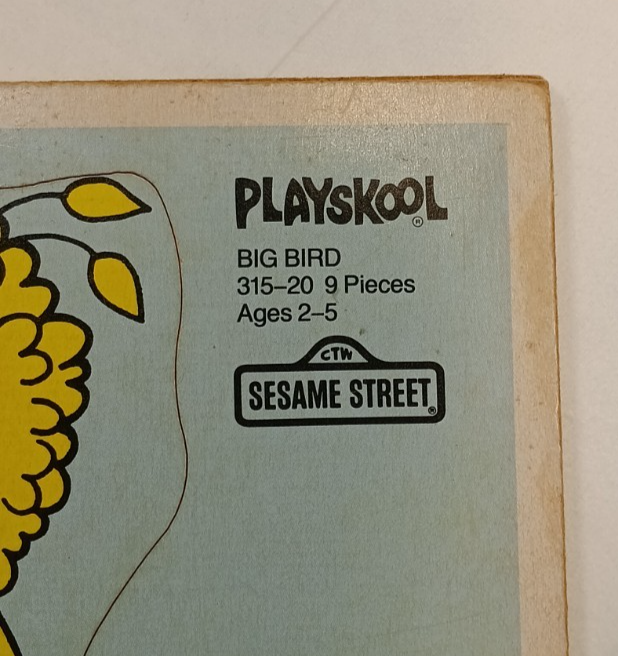 PLAYSKOOL®
BIG BIRD
315–20 9 Pieces
Ages 2–5
CTW
SESAME STREET®